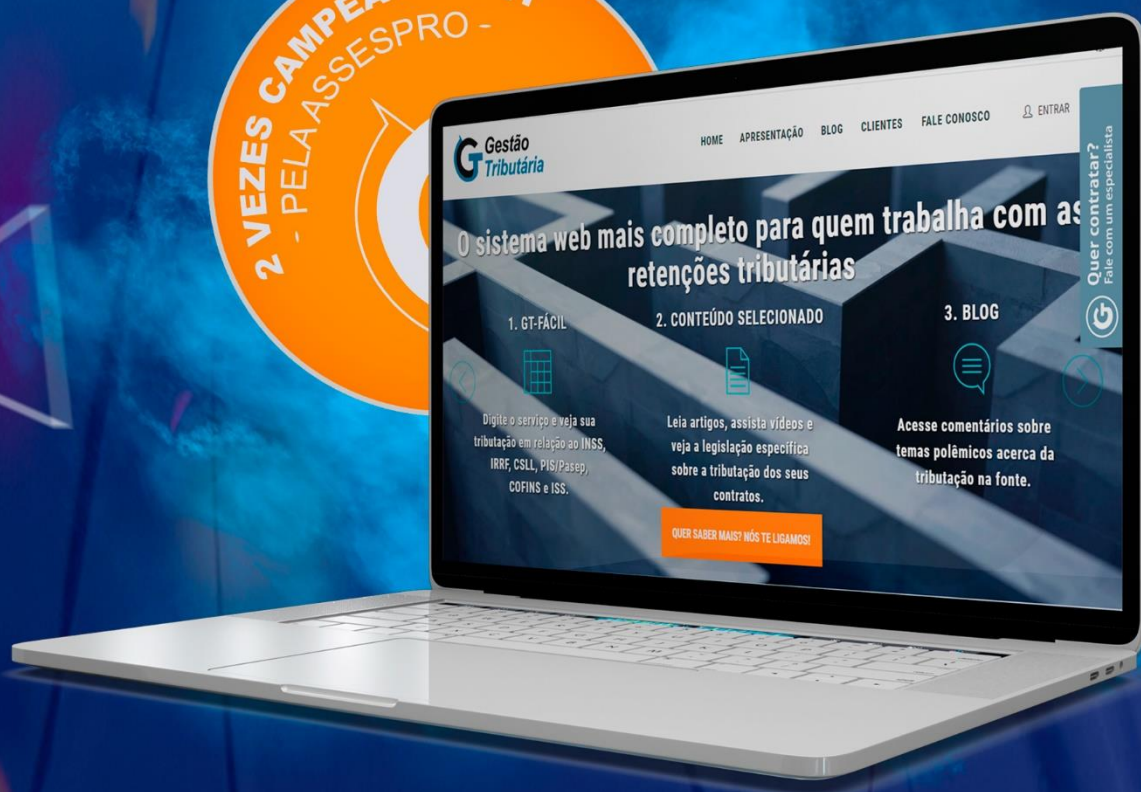 2 VEZES
- PELA ASSESPRO -
Gestão
Tributária
HOME APRESENTAÇÃO BLOG CLIENTES FALE CONOSCO ENTRAR
Quer contratar?
Fale com um especialista
O sistema web mais completo para quem trabalha com as
retenções tributárias
1. GT-FÁCIL
Digite o serviço e veja sua
tributação em relação ao INSS,
IRRF, CSLL, PIS/Pasep,
COFINS e ISS.
2. CONTEÚDO SELECIONADO
Leia artigos, assista vídeos e
veja a legislação específica
sobre a tributação dos seus
contratos.
3. BLOG
Acesse comentários sobre
temas polêmicos acerca da
tributação na fonte.
QUER SABER MAIS? NÓS TE LIGAMOS!